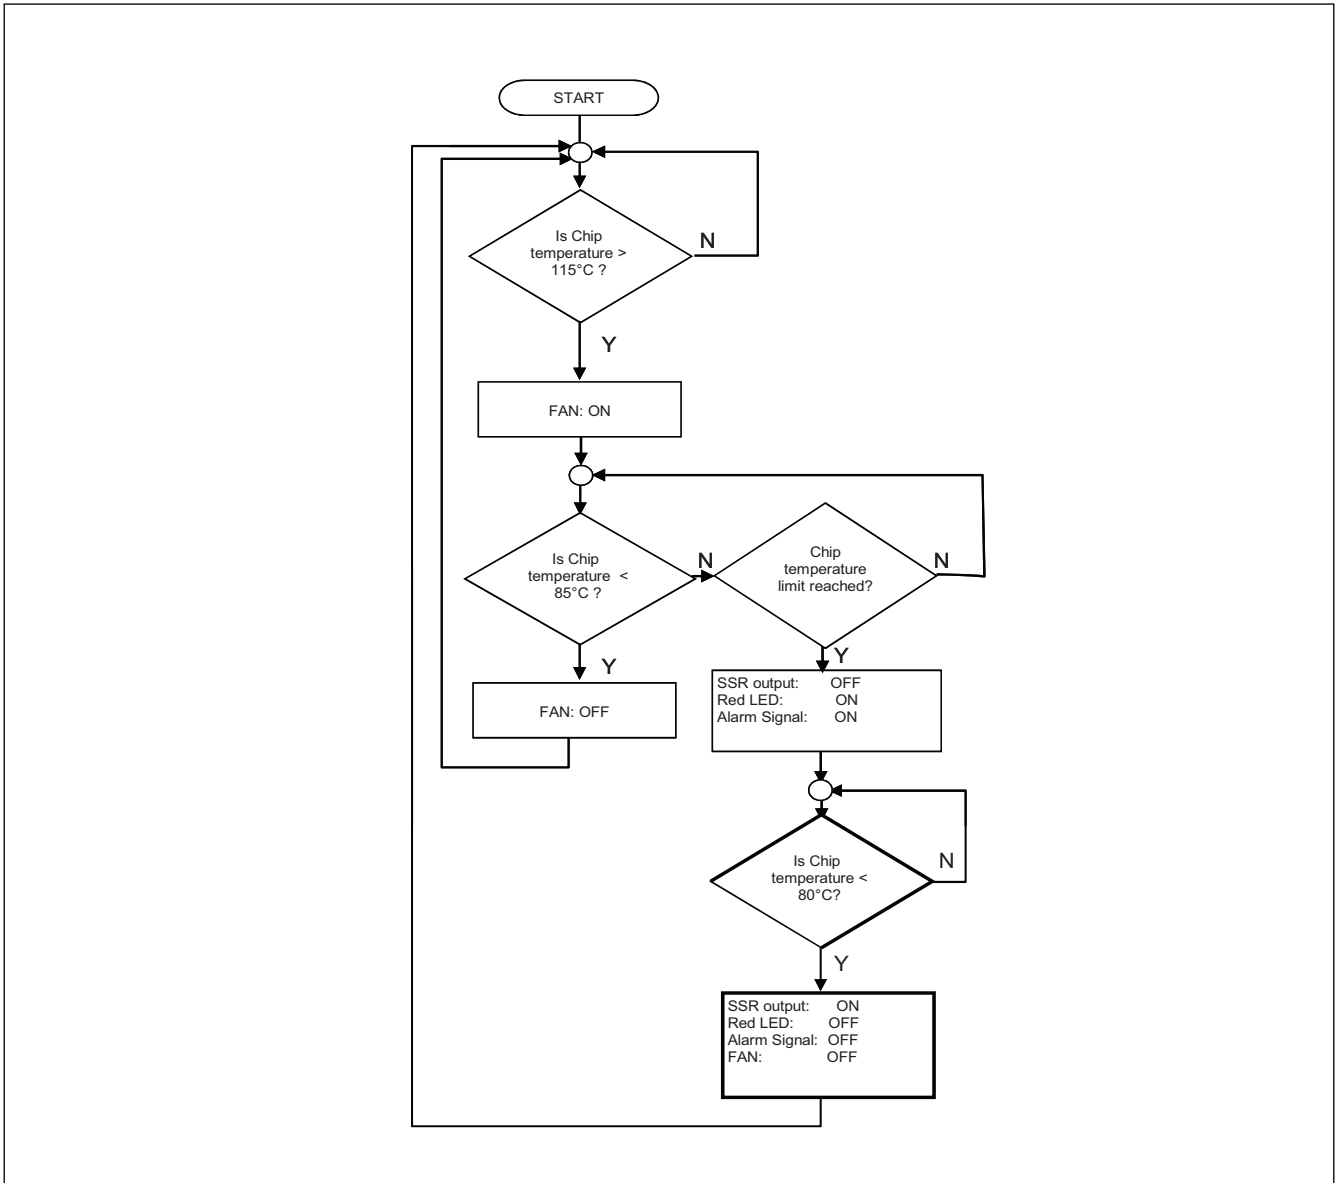 START
Is Chip
temperature >
115°C ?
N
Y
FAN: ON
Is Chip
temperature <
85°C ?
N
Chip
temperature
limit reached?
N
Y
FAN: OFF
Y
SSR output: OFF
Red LED: ON
Alarm Signal: ON
Is Chip
temperature <
80°C?
N
Y
SSR output: ON
Red LED: OFF
Alarm Signal: OFF
FAN: OFF